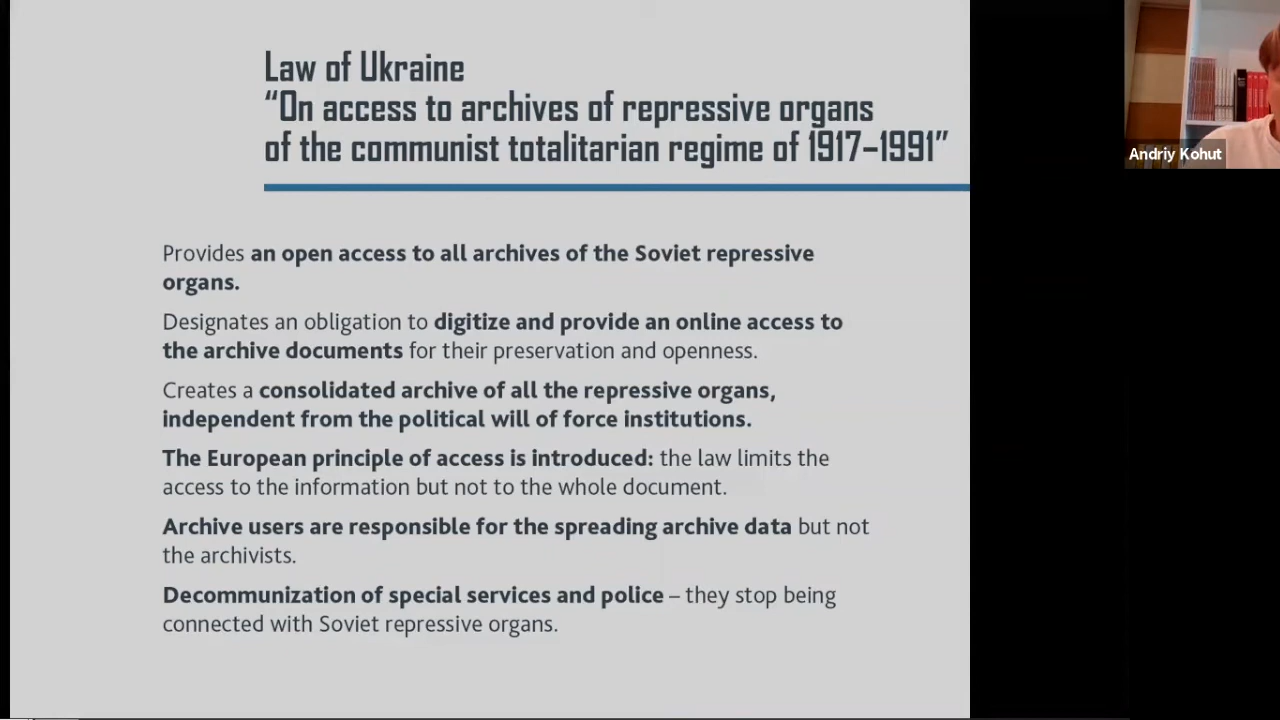 Law of Ukraine
“On access to archives of repressive organs
of the communist totalitarian regime of 1917–1991”
Andriy Kohut
Provides an open access to all archives of the Soviet repressive
organs.
Designates an obligation to digitize and provide an online access to
the archive documents for their preservation and openness.
Creates a consolidated archive of all the repressive organs,
independent from the political will of force institutions.
The European principle of access is introduced: the law limits the
access to the information but not to the whole document.
Archive users are responsible for the spreading archive data but not
the archivists.
Decommunization of special services and police – they stop being
connected with Soviet repressive organs.